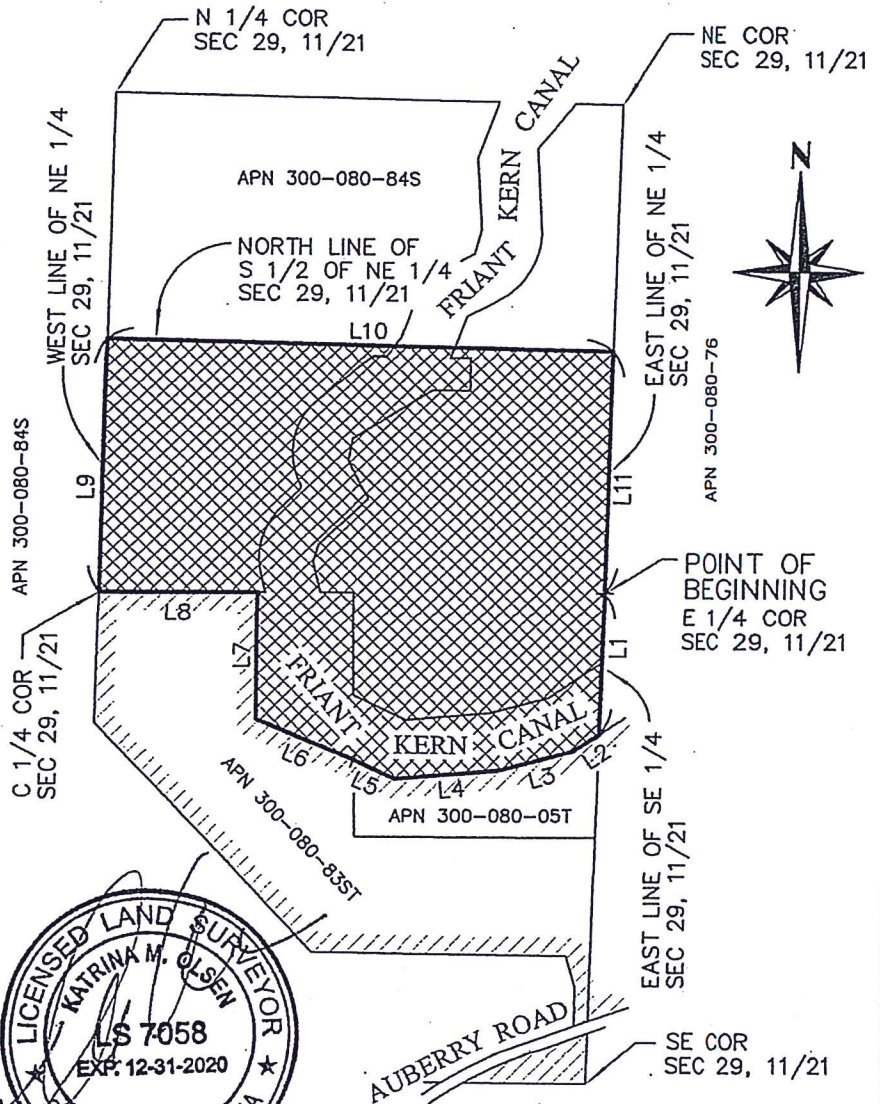 N 1/4 COR
SEC 29, 11/21
NE COR
SEC 29, 11/21
FRIANT KERN CANAL
WEST LINE OF NE 1/4
SEC 29, 11/21
APN 300-080-84S
N
NORTH LINE OF
S 1/2 OF NE 1/4
SEC 29, 11/21
EAST LINE OF NE 1/4
SEC 29, 11/21
L10
APN 300-080-76
APN 300-080-84S
L9
L11
POINT OF
BEGINNING
E 1/4 COR
SEC 29, 11/21
L8
C 1/4 COR
SEC 29, 11/21
L7
L1
FRIANT KERN CANAL
L6
L5
L4
L3
L2
APN 300-080-05T
APN 300-080-83ST
EAST LINE OF SE 1/4
SEC 29, 11/21
LICENSED LAND SURVEYOR
KATRINA M. OLSEN
LS 7058
EXP. 12-31-2020
AUBERRY ROAD
SE COR
SEC 29, 11/21